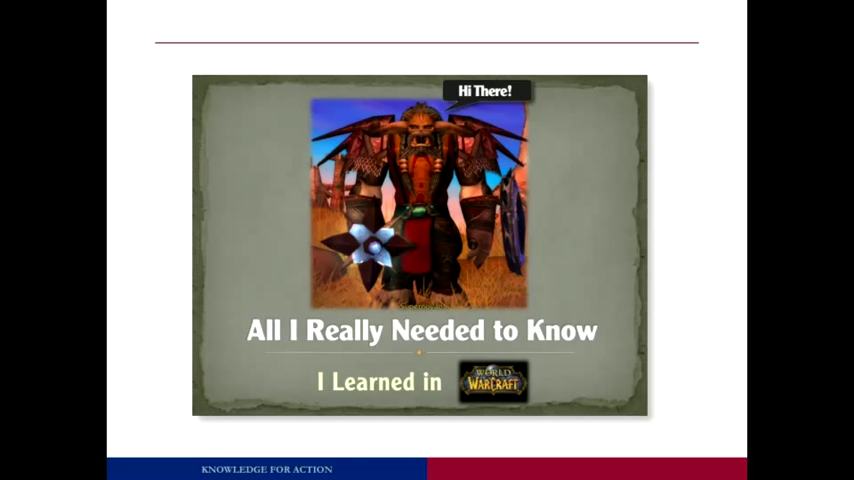 Hi There!
All I Really Needed to Know
I Learned in
WORLD
WARCRAFT
KNOWLEDGE FOR ACTION